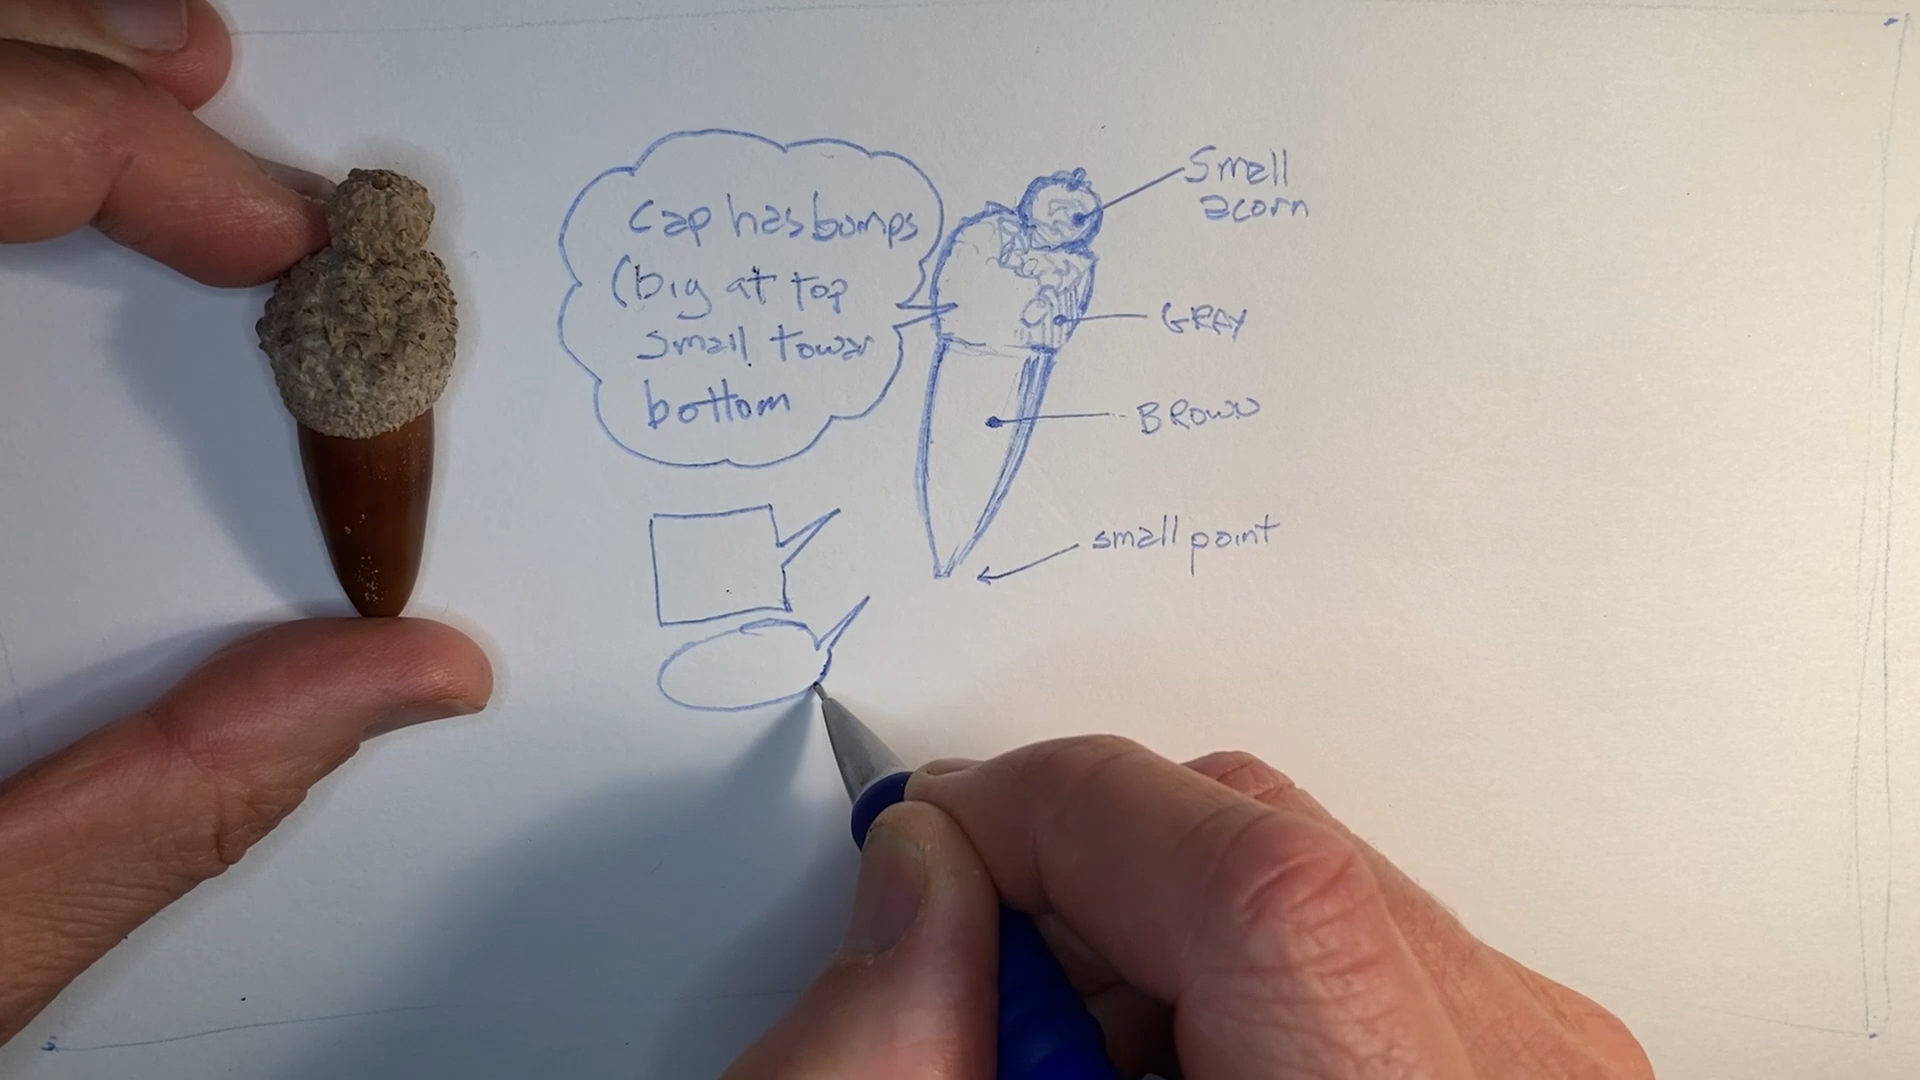 Cap has bumps
(big at top
small towar
bottom
Small
acorn
GRAY
BROWN
small point